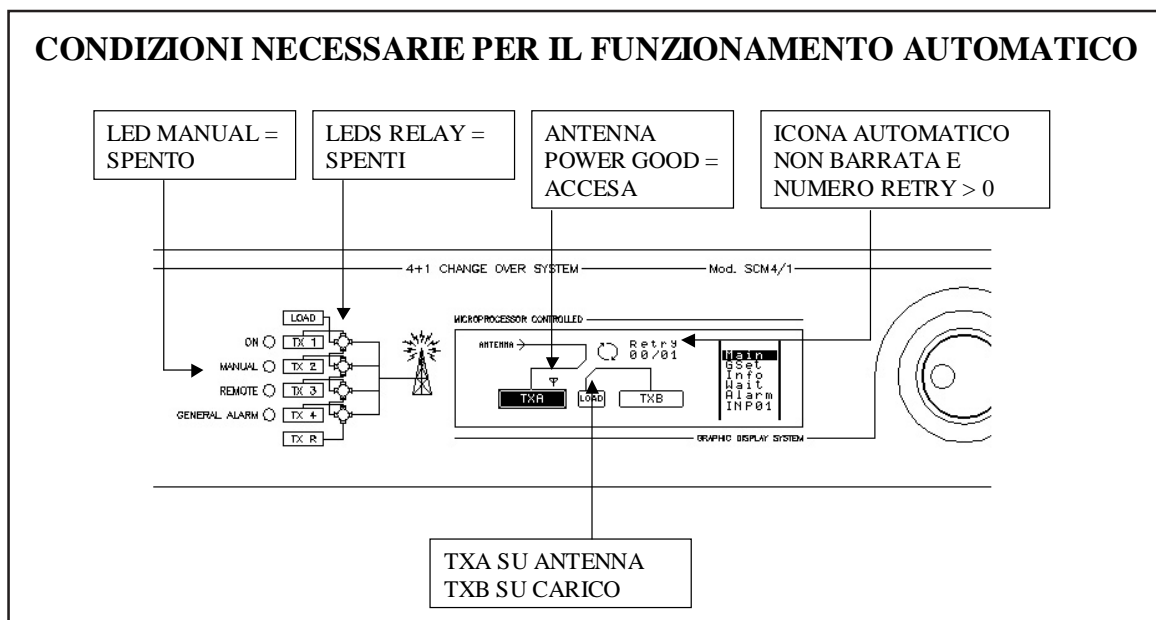 CONDIZIONI NECESSARIE PER IL FUNZIONAMENTO AUTOMATICO
LED MANUAL =
SPENTO
LEDS RELAY =
SPENTI
ANTENNA
POWER GOOD =
ACCESA
ICONA AUTOMATICO
NON BARRATA E
NUMERO RETRY > 0
4+1 CHANGE OVER SYSTEM
Mod. SCM4/1
LOAD
ON
TX 1
MANUAL
TX 2
REMOTE
TX 3
GENERAL ALARM
TX 4
TX R
MICROPROCESSOR CONTROLLED
ANTENNA
Retry
00/01
TXA
LOAD
TXB
Main
GSet
Info
Wait
Alarm
INP01
GRAPHIC DISPLAY SYSTEM
TXA SU ANTENNA
TXB SU CARICO